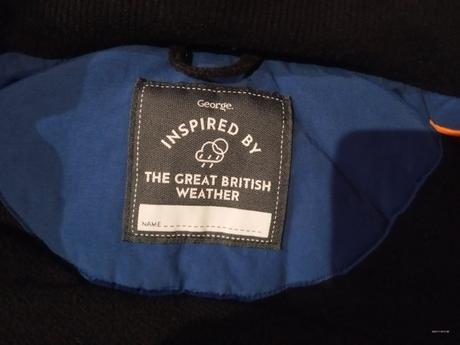 George.
INSPIRED BY
THE GREAT BRITISH
WEATHER
NAME